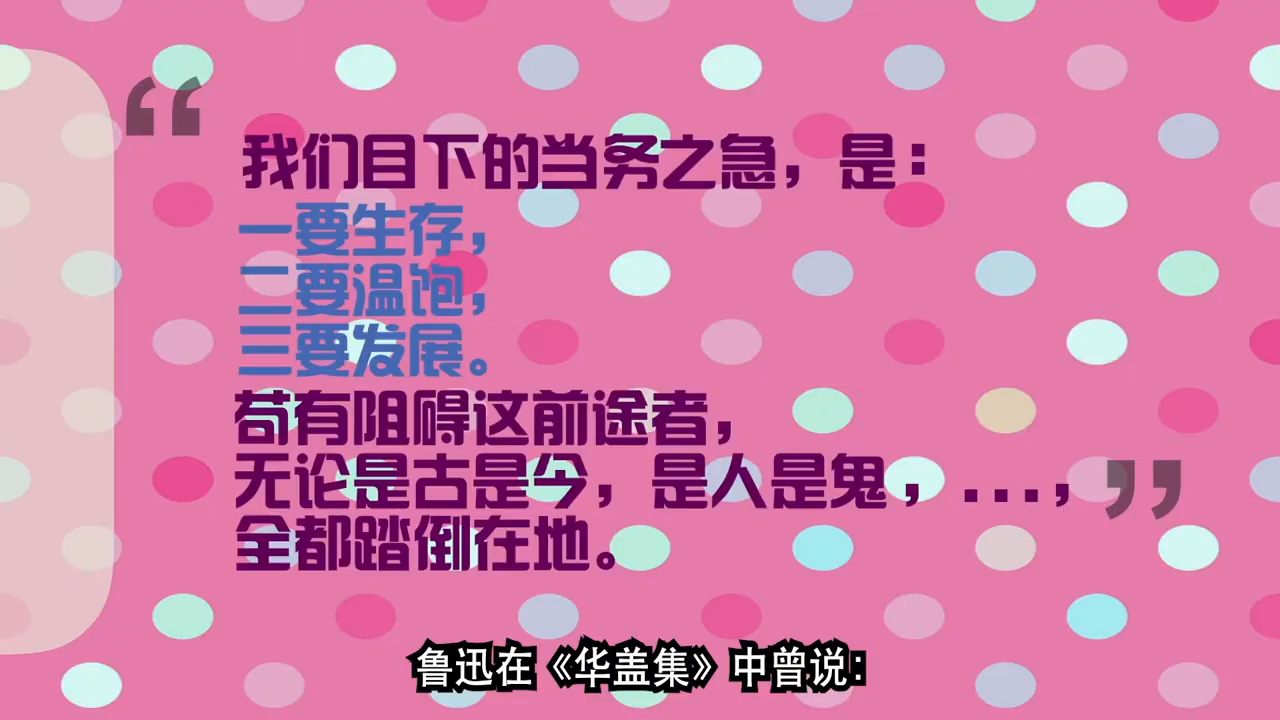 “
我们目下的当务之急，是：
一要生存，
二要温饱，
三要发展。
苟有阻碍这前途者，
无论是古是今，是人是鬼，...，
全都踏倒在地。
”
鲁迅在《华盖集》中曾说：